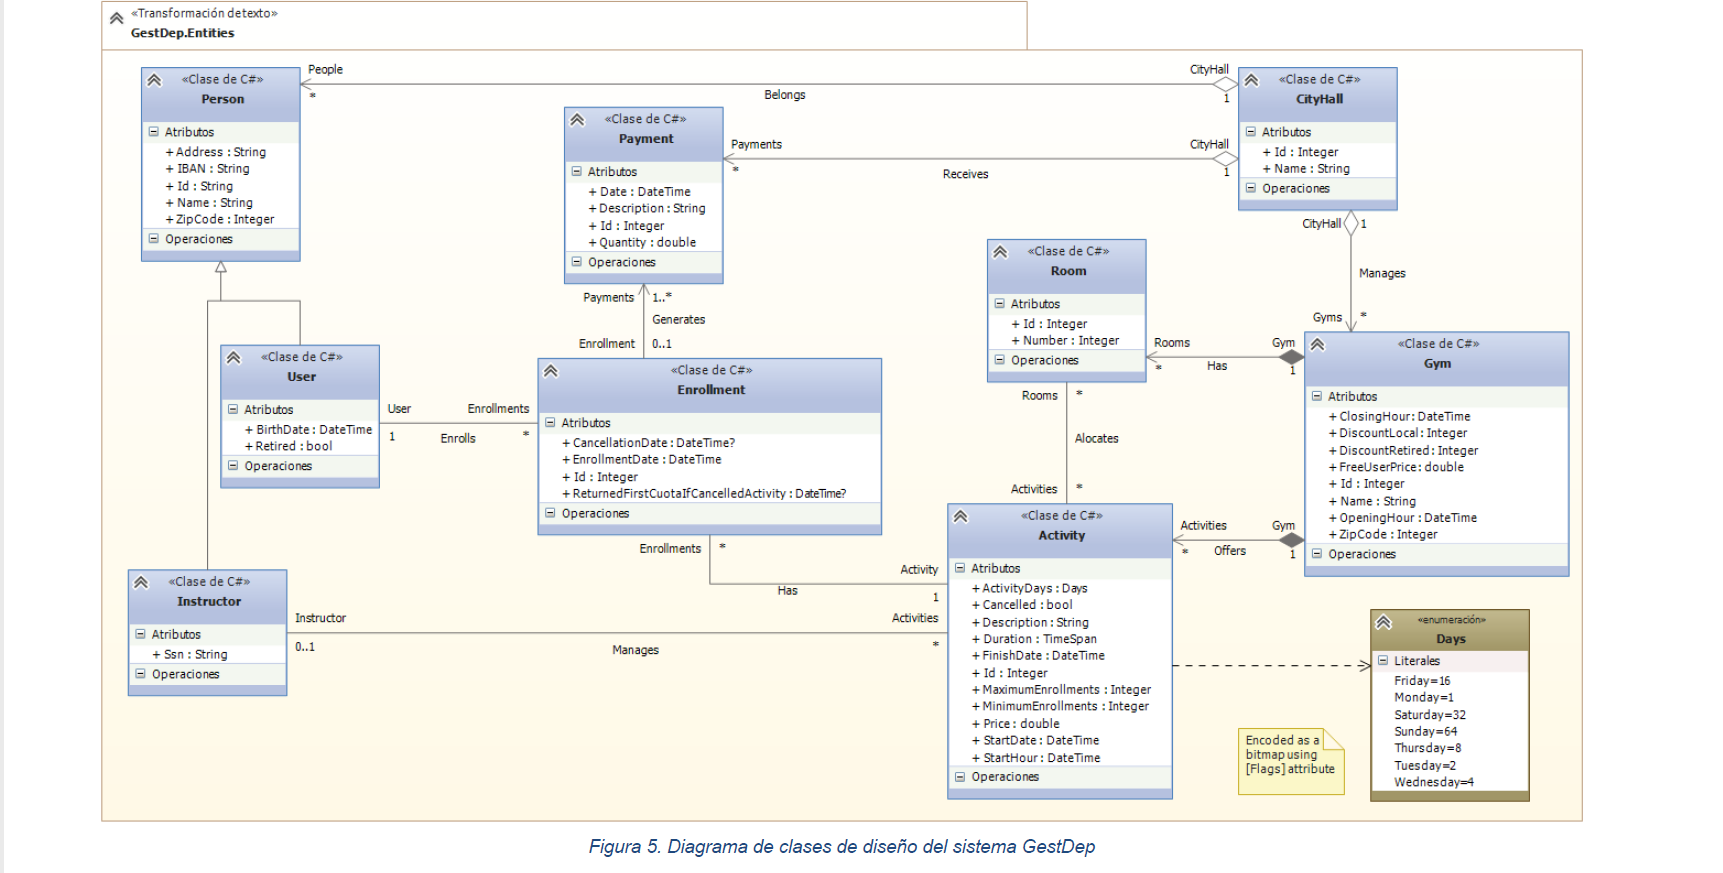 «Transformación de texto»
GestDep.Entities
«Clase de C#»
Person
Atributos
+ Address : String
+ IBAN : String
+ Id : String
+ Name : String
+ ZipCode : Integer
Operaciones
People
*
Belongs
CityHall
1
«Clase de C#»
CityHall
Atributos
+ Id : Integer
+ Name : String
Operaciones
«Clase de C#»
Payment
Atributos
+ Date : DateTime
+ Description : String
+ Id : Integer
+ Quantity : double
Operaciones
Payments
*
Receives
CityHall
1
CityHall
1
Manages
Gyms
*
«Clase de C#»
Room
Atributos
+ Id : Integer
+ Number : Integer
Operaciones
Payments
1..*
Generates
Enrollment
0..1
Rooms
*
Has
Gym
1
«Clase de C#»
Gym
Atributos
+ ClosingHour : DateTime
+ DiscountLocal : Integer
+ DiscountRetired : Integer
+ FreeUserPrice : double
+ Id : Integer
+ Name : String
+ OpeningHour : DateTime
+ ZipCode : Integer
Operaciones
«Clase de C#»
User
Atributos
+ BirthDate : DateTime
+ Retired : bool
Operaciones
User
1
Enrolls
Enrollments
*
«Clase de C#»
Enrollment
Atributos
+ CancellationDate : DateTime?
+ EnrollmentDate : DateTime
+ Id : Integer
+ ReturnedFirstCuotaIfCancelledActivity : DateTime?
Operaciones
Rooms
*
Alocates
Activities
*
Enrollments
*
Has
Activity
1
«Clase de C#»
Activity
Atributos
+ ActivityDays : Days
+ Cancelled : bool
+ Description : String
+ Duration : TimeSpan
+ FinishDate : DateTime
+ Id : Integer
+ MaximumEnrollments : Integer
+ MinimumEnrollments : Integer
+ Price : double
+ StartDate : DateTime
+ StartHour : DateTime
Operaciones
Activities
*
Offers
Gym
1
«Clase de C#»
Instructor
Atributos
+ Ssn : String
Operaciones
Instructor
0..1
Manages
Activities
*
«enumeración»
Days
Literales
Friday=16
Monday=1
Saturday=32
Sunday=64
Thursday=8
Tuesday=2
Wednesday=4
Encoded as a
bitmap using
[Flags] attribute
Figura 5. Diagrama de clases de diseño del sistema GestDep